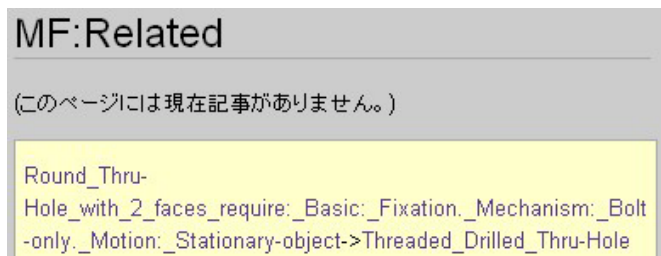 MF:Related
(このページには現在記事がありません。)
Round_Thru-
Hole_with_2_faces_require:_Basic:_Fixation._Mechanism:_Bolt
-only._Motion:_Stationary-object->Threaded_Drilled_Thru-Hole